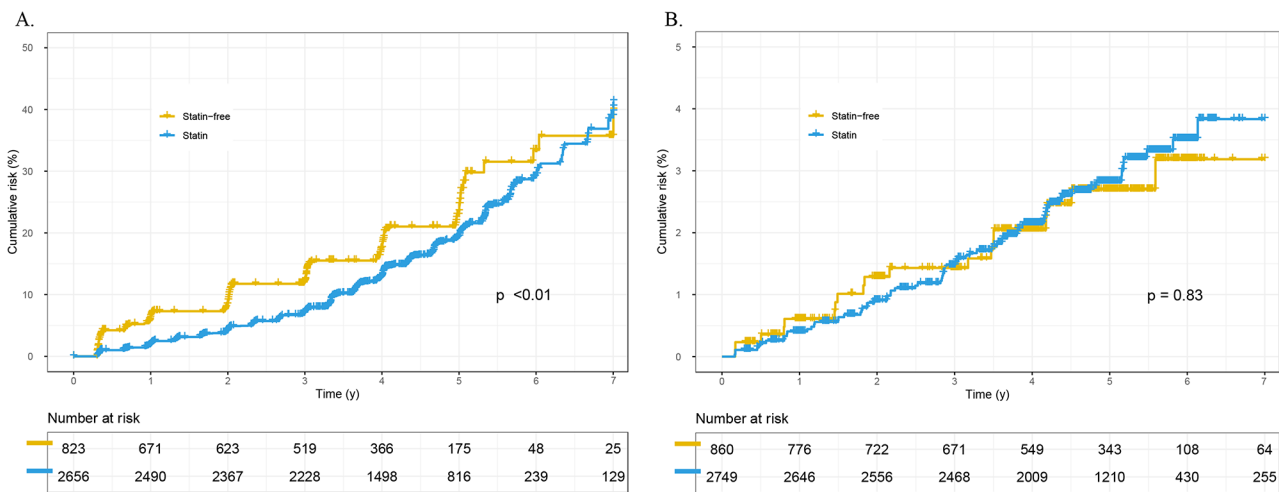 A.
50
40
30
20
10
0
Cumulative risk (%)
Statin-free
Statin
p <0.01
0 1 2 3 4 5 6 7
Time (y)
Number at risk
823 671 623 519 366 175 48 25
2656 2490 2367 2228 1498 816 239 129
B.
5
4
3
2
1
0
Cumulative risk (%)
Statin-free
Statin
p = 0.83
0 1 2 3 4 5 6 7
Time (y)
Number at risk
860 776 722 671 549 343 108 64
2749 2646 2556 2468 2009 1210 430 255